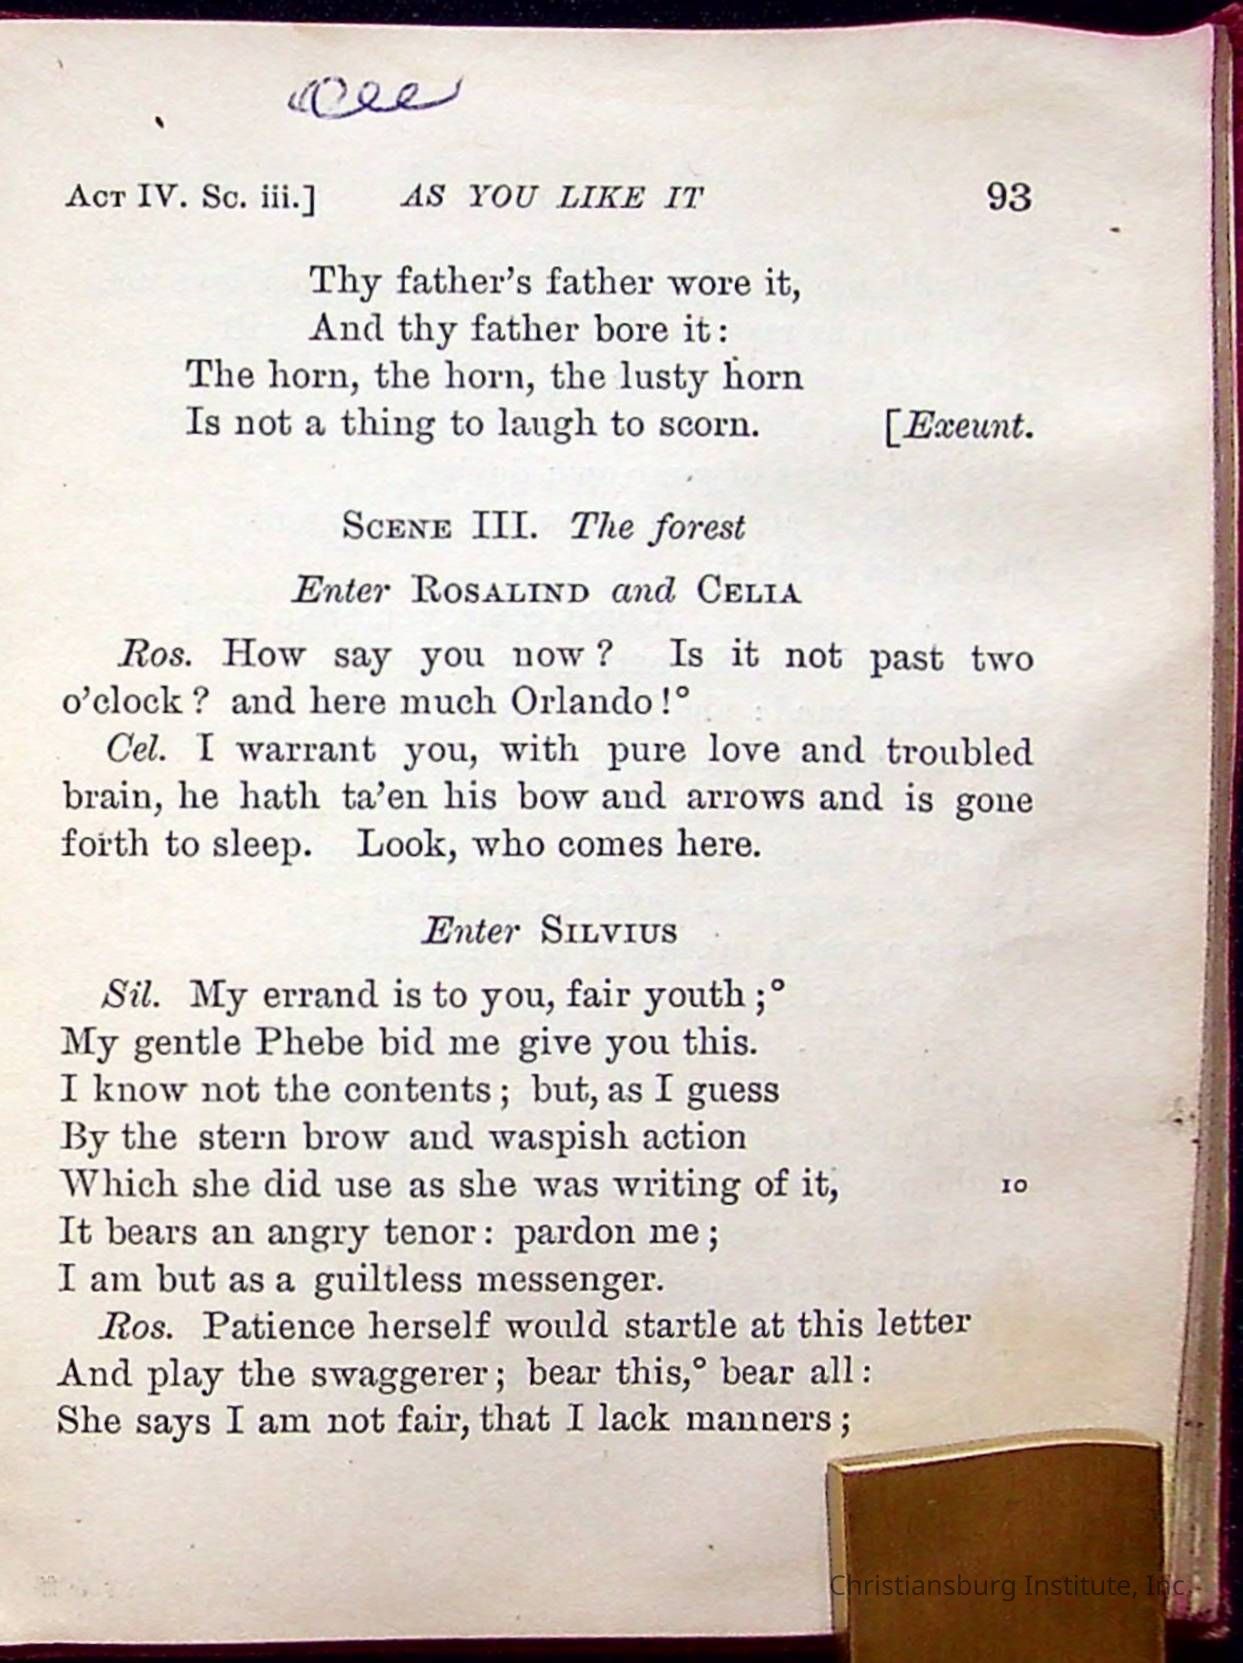 Act IV. Sc. iii.] AS YOU LIKE IT 93
Thy father's father wore it,
And thy father bore it:
The horn, the horn, the lusty horn
Is not a thing to laugh to scorn. [Exeunt.
Scene III. The forest
Enter Rosalind and Celia
Ros. How say you now? Is it not past two
o'clock? and here much Orlando!°
Cel. I warrant you, with pure love and troubled
brain, he hath ta'en his bow and arrows and is gone
forth to sleep. Look, who comes here.
Enter Silvius
Sil. My errand is to you, fair youth;°
My gentle Phebe bid me give you this.
I know not the contents; but, as I guess
By the stern brow and waspish action
Which she did use as she was writing of it, 10
It bears an angry tenor: pardon me;
I am but as a guiltless messenger.
Ros. Patience herself would startle at this letter
And play the swaggerer; bear this,° bear all:
She says I am not fair, that I lack manners;
Christiansburg Institute, Inc.